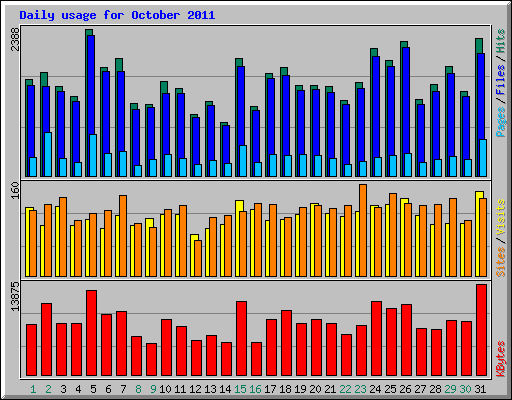 Daily usage for October 2011
2388
Pages / Files / Hits
160
Sites / Visits
13875
KBytes
1 2 3 4 5 6 7 8 9 10 11 12 13 14 15 16 17 18 19 20 21 22 23 24 25 26 27 28 29 30 31